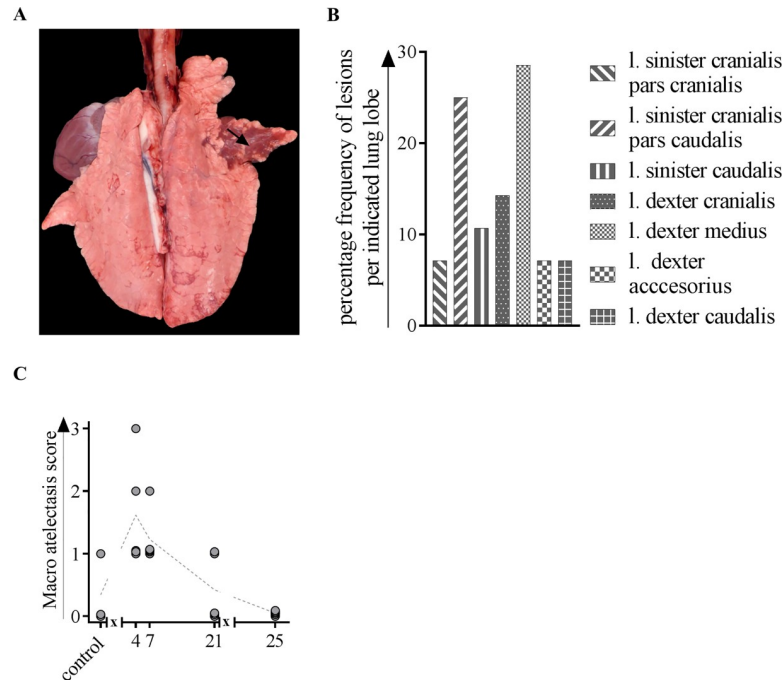 A
B
percentage frequency of lesions
per indicated lung lobe
30
20
10
0
l. sinister cranialis
pars cranialis
l. sinister cranialis
pars caudalis
l. sinister caudalis
l. dexter cranialis
l. dexter medius
l. dexter
acccesorius
l. dexter caudalis
C
Macro atelectasis score
3
2
1
0
x
x
control
4
7
21
25